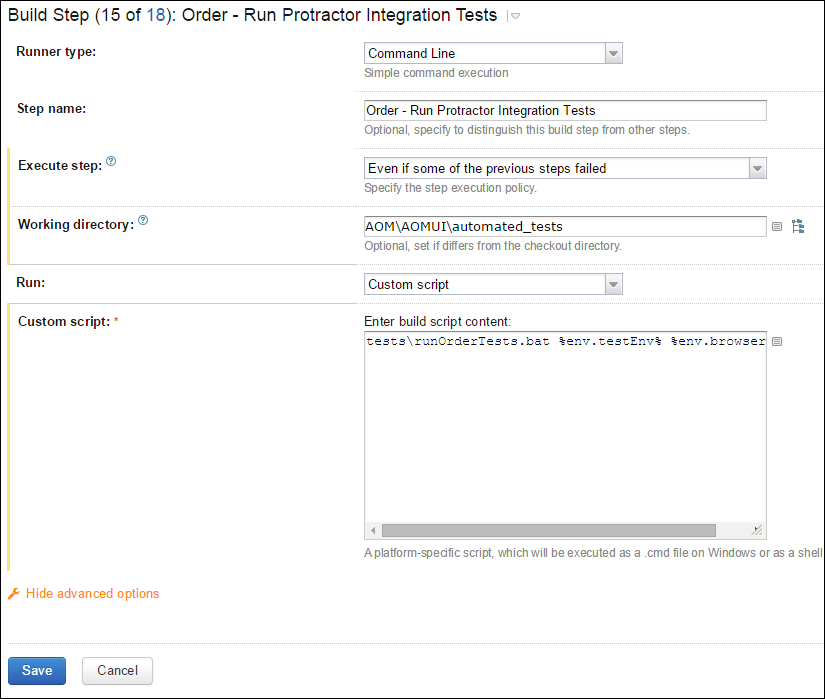 Build Step (15 of 18): Order - Run Protractor Integration Tests
Runner type:
Command Line
Simple command execution
Step name:
Order - Run Protractor Integration Tests
Optional, specify to distinguish this build step from other steps.
Execute step: ?
Even if some of the previous steps failed
Specify the step execution policy.
Working directory: ?
AOM\AOMUI\automated_tests
Optional, set if differs from the checkout directory.
Run:
Custom script
Custom script: *
Enter build script content:
tests\runOrderTests.bat %env.testEnv% %env.browser
A platform-specific script, which will be executed as a .cmd file on Windows or as a shell
Hide advanced options
Save
Cancel